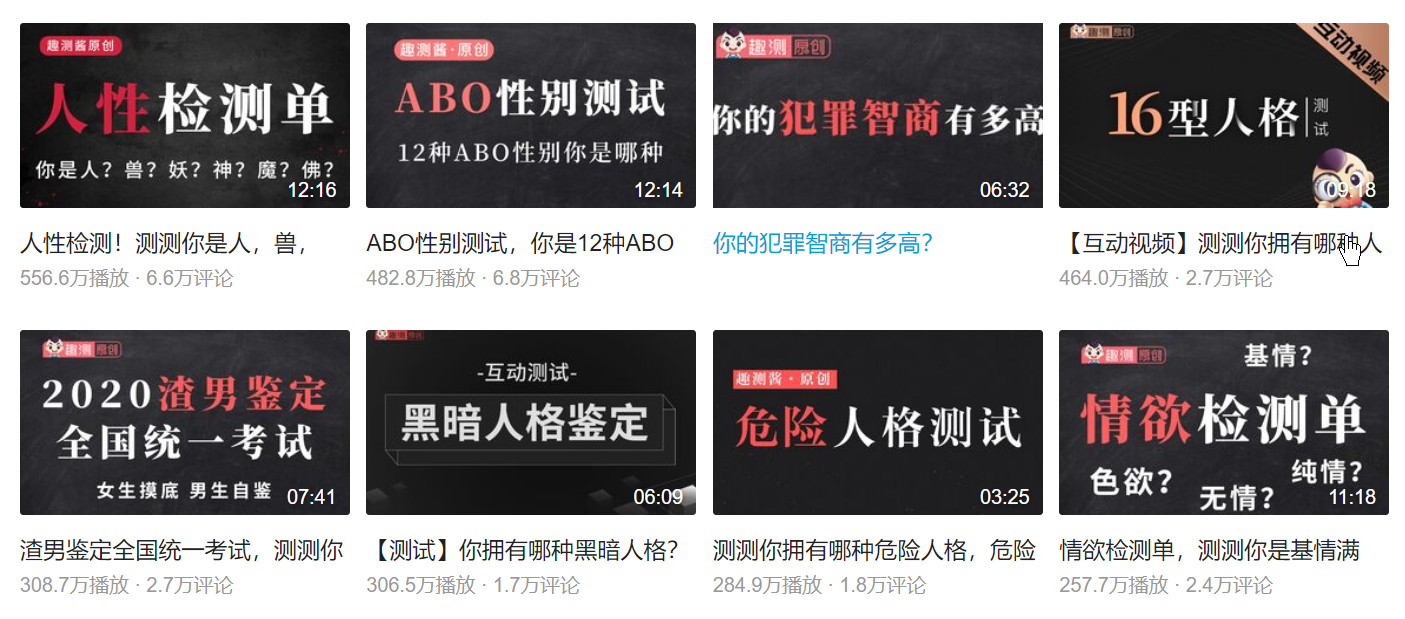 趣测酱原创
人性检测单
你是人？兽？妖？神？魔？佛？
12:16
人性检测！测测你是人，兽，
556.6万播放 · 6.6万评论
趣测酱·原创
ABO性别测试
12种ABO性别你是哪种
12:14
ABO性别测试，你是12种ABO
482.8万播放 · 6.8万评论
趣测原创
你的犯罪智商有多高
06:32
你的犯罪智商有多高？
趣测原创
互动视频
16型人格测试
09:18
【互动视频】测测你拥有哪种人
464.0万播放 · 2.7万评论
趣测原创
2020渣男鉴定
全国统一考试
女生摸底 男生自鉴
07:41
渣男鉴定全国统一考试，测测你
308.7万播放 · 2.7万评论
趣测原创
-互动测试-
黑暗人格鉴定
06:09
【测试】你拥有哪种黑暗人格？
306.5万播放 · 1.7万评论
趣测酱·原创
危险人格测试
03:25
测测你拥有哪种危险人格，危险
284.9万播放 · 1.8万评论
趣测原创
基情？
情欲检测单
色欲？
纯情？
无情？
11:18
情欲检测单，测测你是基情满
257.7万播放 · 2.4万评论